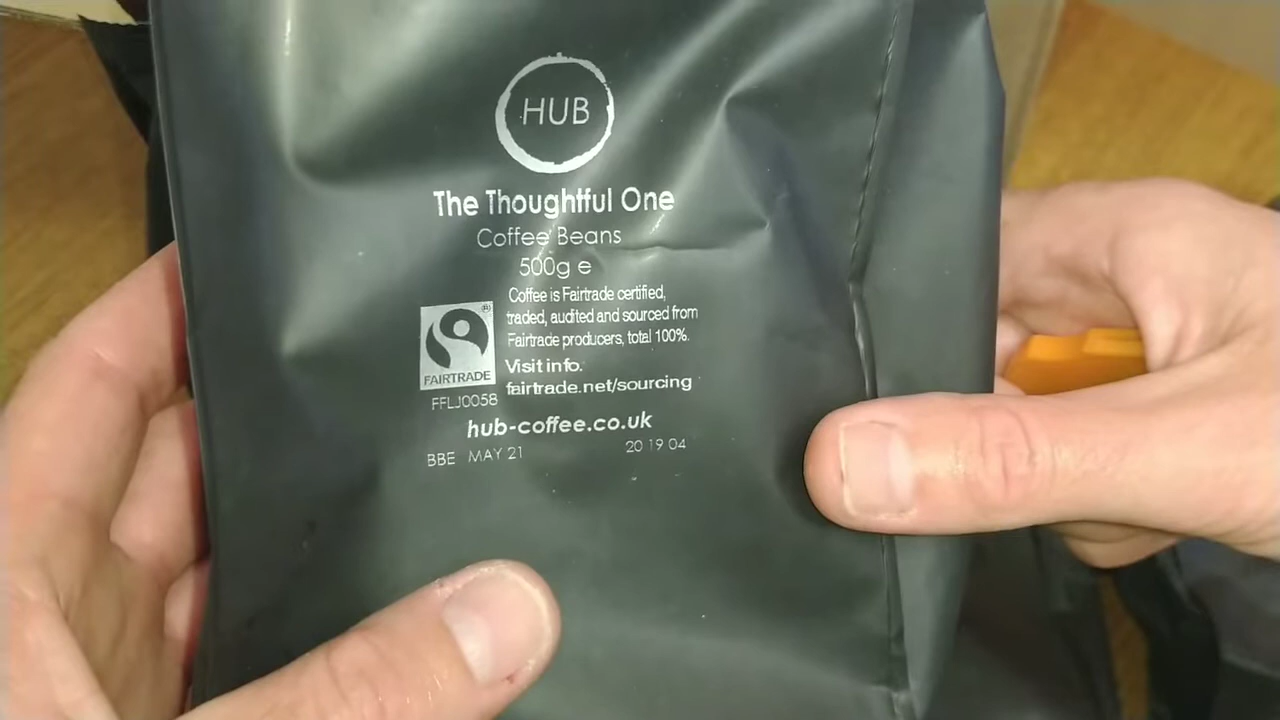 HUB
The Thoughtful One
Coffee Beans
500g e
Coffee is Fairtrade certified,
traded, audited and sourced from
Fairtrade producers, total 100%.
Visit info.
fairtrade.net/sourcing
®
FAIRTRADE
FFLJ0058
hub-coffee.co.uk
BBE MAY 21 20 19 04